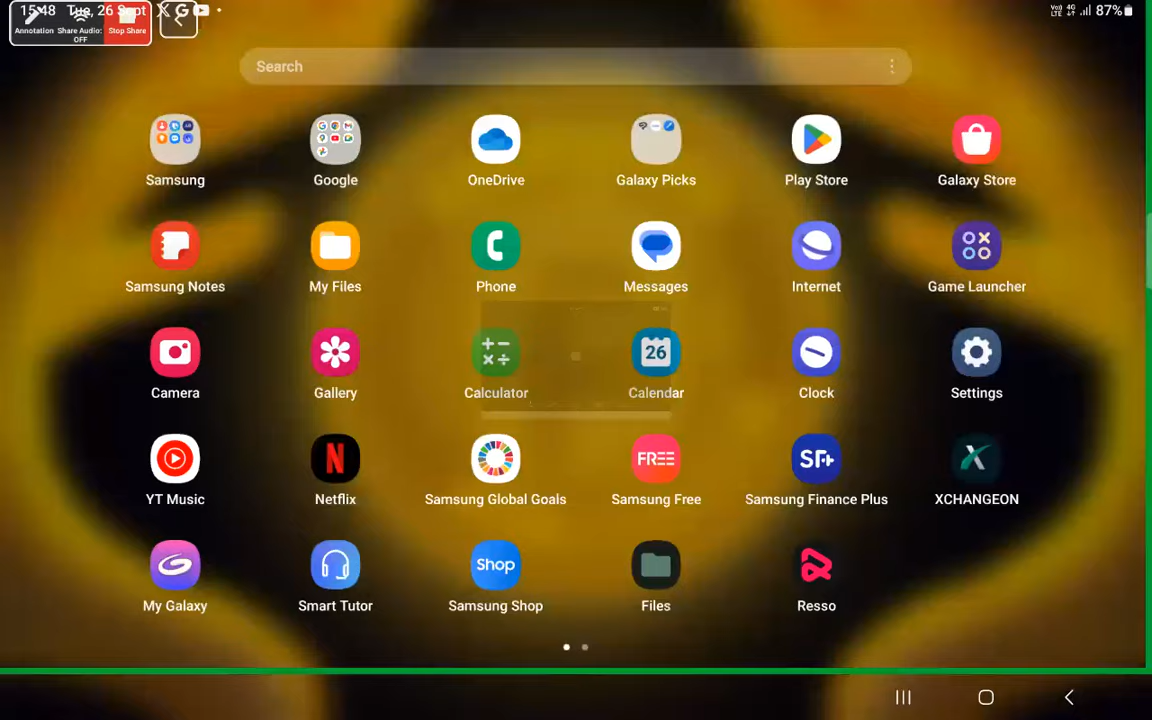 15:48 Tue, 26 Sept
Annotation
Share Audio:
OFF
Stop Share
87%
Search
Samsung
Google
OneDrive
Galaxy Picks
Play Store
Galaxy Store
Samsung Notes
My Files
Phone
Messages
Internet
Game Launcher
26
Camera
Gallery
Calculator
Calendar
Clock
Settings
FREE
SF+
YT Music
Netflix
Samsung Global Goals
Samsung Free
Samsung Finance Plus
XCHANGEON
Shop
My Galaxy
Smart Tutor
Samsung Shop
Files
Resso